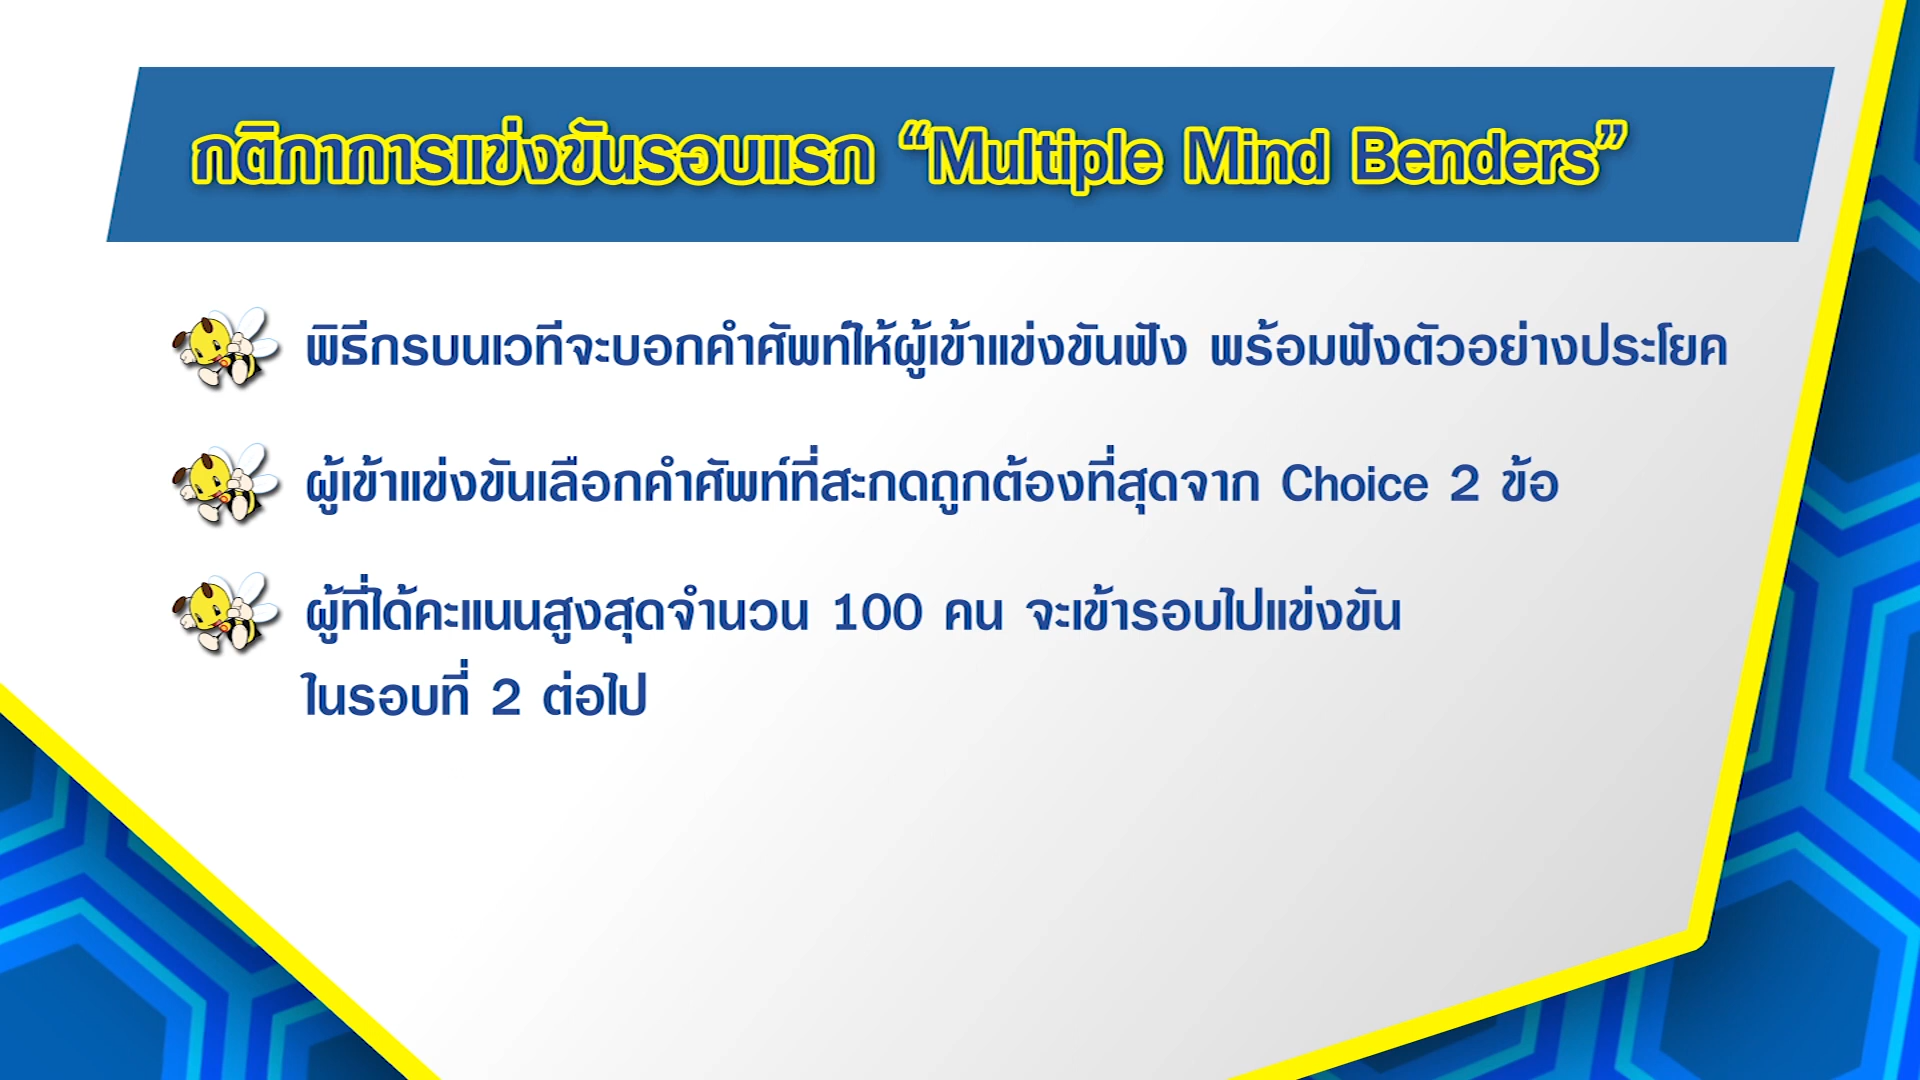 กติกาการแข่งขันรอบแรก “Multiple Mind Benders”
พิธีกรบนเวทีจะบอกคำศัพท์ให้ผู้เข้าแข่งขันฟัง พร้อมฟังตัวอย่างประโยค
ผู้เข้าแข่งขันเลือกคำศัพท์ที่สะกดถูกต้องที่สุดจาก Choice 2 ข้อ
ผู้ที่ได้คะแนนสูงสุดจำนวน 100 คน จะเข้ารอบไปแข่งขัน
ในรอบที่ 2 ต่อไป